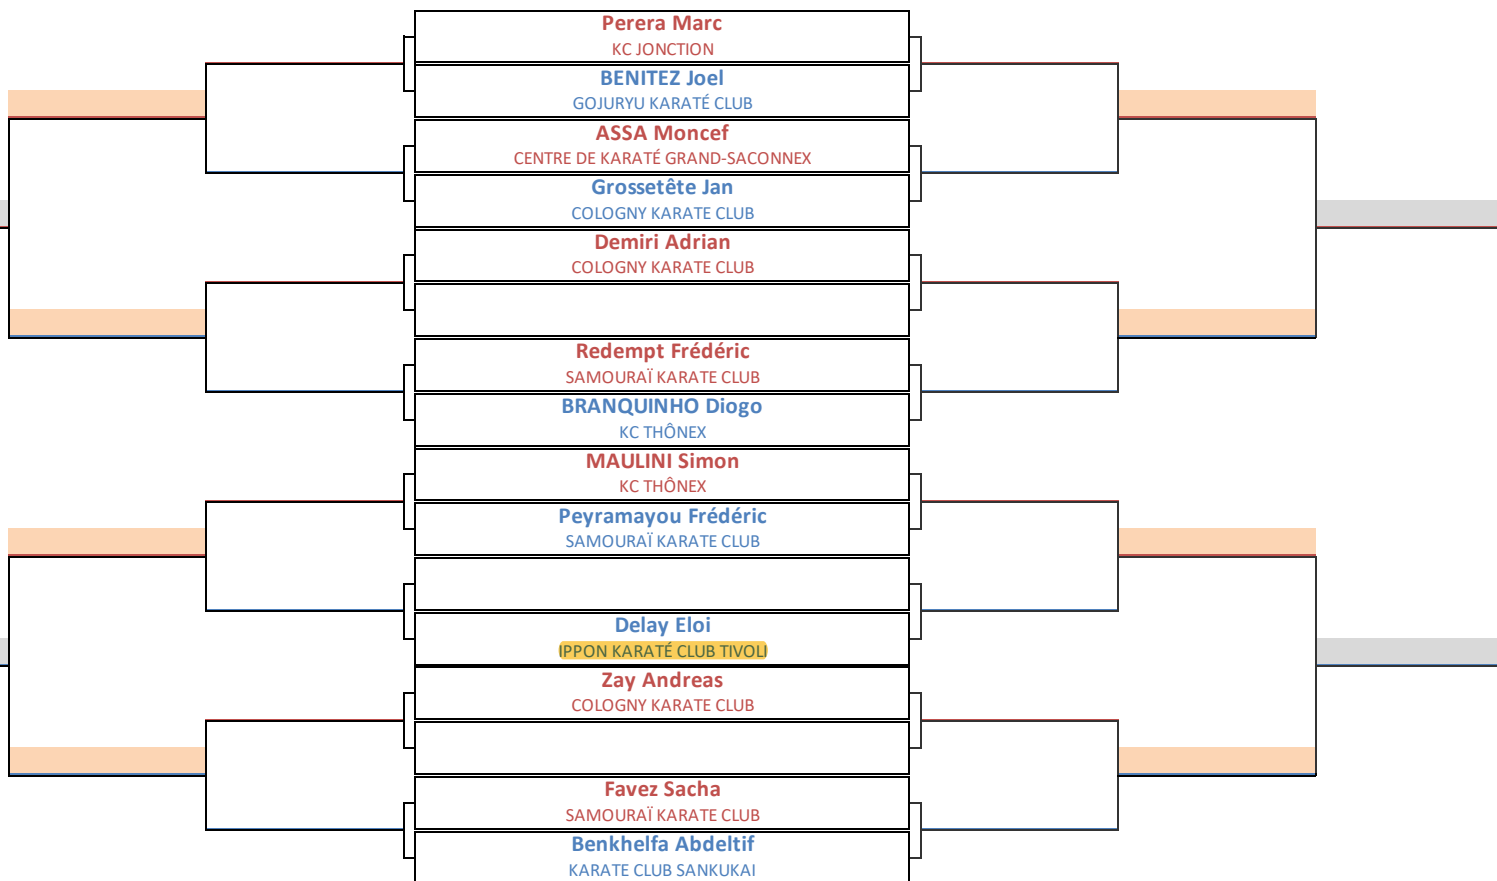 Perera Marc
KC JONCTION
BENITEZ Joel
GOJURYU KARATÉ CLUB
ASSA Moncef
CENTRE DE KARATÉ GRAND-SACONNEX
Grossetête Jan
COLOGNY KARATE CLUB
Demiri Adrian
COLOGNY KARATE CLUB
Redempt Frédéric
SAMOURAÏ KARATE CLUB
BRANQUINHO Diogo
KC THÔNEX
MAULINI Simon
KC THÔNEX
Peyramayou Frédéric
SAMOURAÏ KARATE CLUB
Delay Eloi
IPPON KARATÉ CLUB TIVOLI
Zay Andreas
COLOGNY KARATE CLUB
Favez Sacha
SAMOURAÏ KARATE CLUB
Benkhelfa Abdeltif
KARATE CLUB SANKUKAI